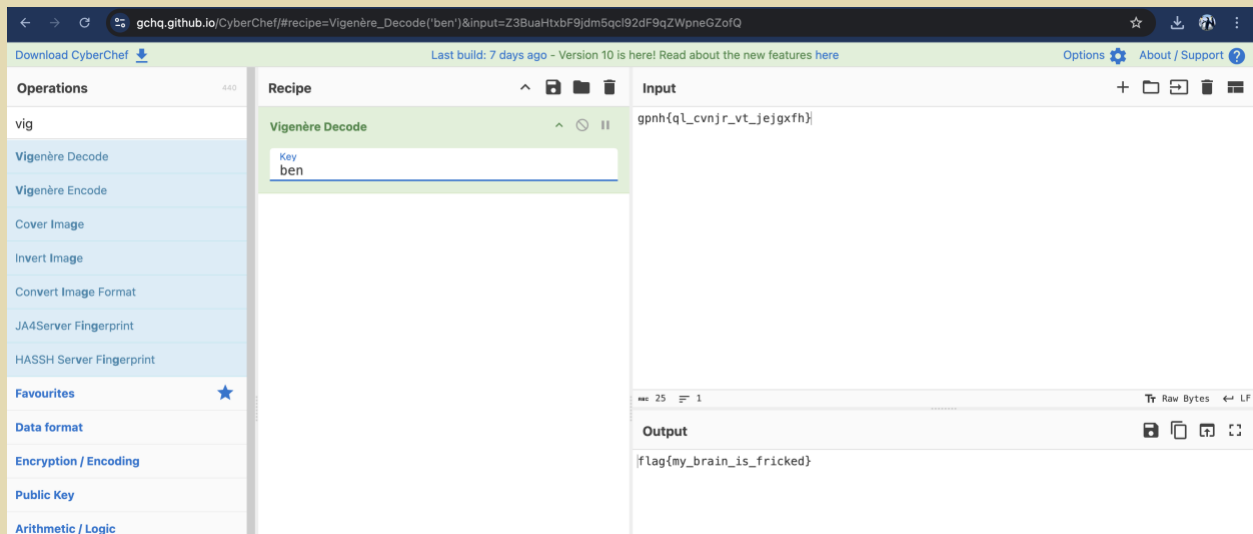 gchq.github.io/CyberChef/#recipe=Vigenère_Decode('ben')&input=Z3BuaHtxbF9jdm5qcl92dF9qZWpneGZofQ
Download CyberChef
Last build: 7 days ago - Version 10 is here! Read about the new features here
Options
About / Support
Operations
440
Recipe
Input
vig
Vigenère Decode
Key
ben
gpnh{ql_cvnjr_vt_jejgxfh}
Vigenère Decode
Vigenère Encode
Cover Image
Invert Image
Convert Image Format
JA4Server Fingerprint
HASSH Server Fingerprint
Favourites
Data format
Encryption / Encoding
Public Key
Arithmetic / Logic
REC 25 1
Tr Raw Bytes LF
Output
flag{my_brain_is_fricked}